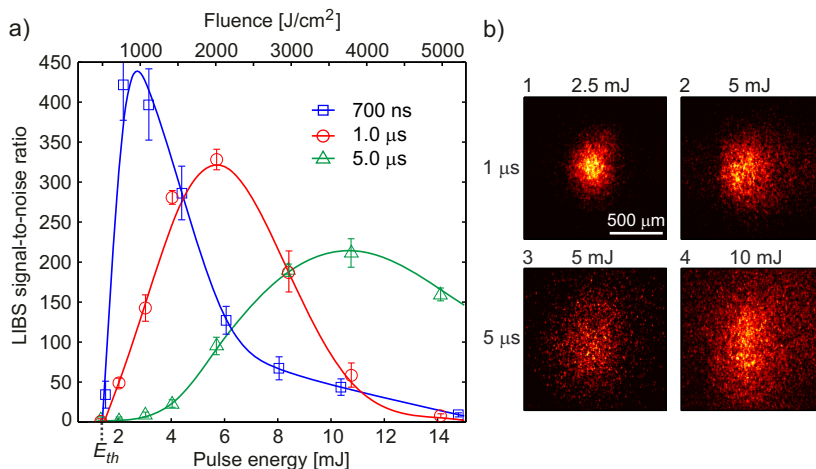 a)
Fluence [J/cm²]
1000 2000 3000 4000 5000
LIBS signal-to-noise ratio
450
400
350
300
250
200
150
100
50
0
700 ns
1.0 μs
5.0 μs
2 4 6 8 10 12 14
E_th
Pulse energy [mJ]
b)
1 2.5 mJ 2 5 mJ
1 μs
500 μm
3 5 mJ 4 10 mJ
5 μs